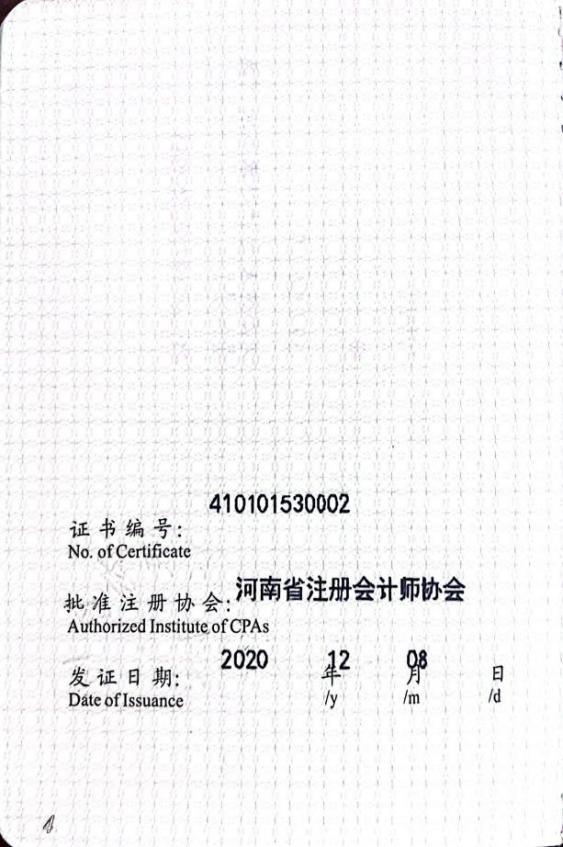 410101530002
证书编号:
No. of Certificate
河南省注册会计师协会
批准注册协会:
Authorized Institute of CPAs
2020 12 08
发证日期: 年 月 日
Date of Issuance /y /m /d